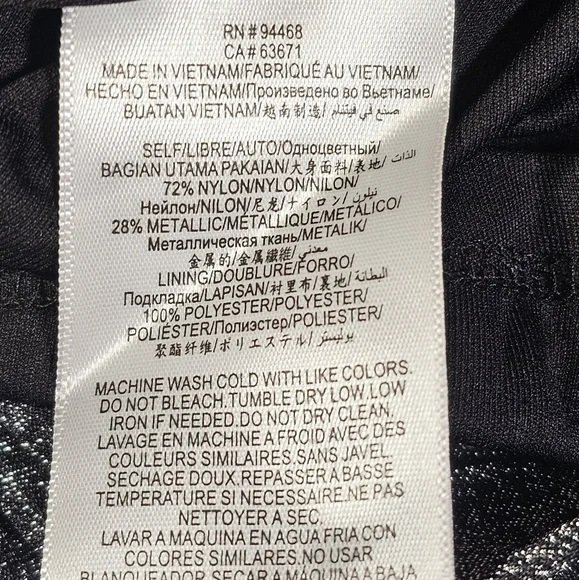 RN # 94468
CA # 63671
MADE IN VIETNAM/FABRIQUÉ AU VIETNAM/
HECHO EN VIETNAM/Произведено во Вьетнаме/
BUATAN VIETNAM/越南制造/ صنع في فيتنام
SELF/LIBRE/AUTO/Одноцветный/
BAGIAN UTAMA PAKAIAN/大身面料/表地/ الذات
72% NYLON/NYLON/NILON/
Нейлон/NILON/尼龙/ナイロン/ نيلون
28% METALLIC/MÉTALLIQUE/METÁLICO/
Металлическая ткань/METALIK/
金属的/金属繊維/ معدني/
LINING/DOUBLURE/FORRO/
Подкладка/LAPISAN/衬里布/裏地/ البطانة/
100% POLYESTER/POLYESTER/
POLIÉSTER/Полиэстер/POLIESTER/
聚酯纤维/ポリエステル/ بوليستر/
MACHINE WASH COLD WITH LIKE COLORS.
DO NOT BLEACH.TUMBLE DRY LOW.LOW
IRON IF NEEDED.DO NOT DRY CLEAN.
LAVAGE EN MACHINE A FROID AVEC DES
COULEURS SIMILAIRES.SANS JAVEL.
SECHAGE DOUX.REPASSER A BASSE
TEMPERATURE SI NECESSAIRE.NE PAS
NETTOYER A SEC.
LAVAR A MAQUINA EN AGUA FRIA CON
COLORES SIMILARES.NO USAR
BLANQUEADOR.SECAR A MÁQUINA A BAJA